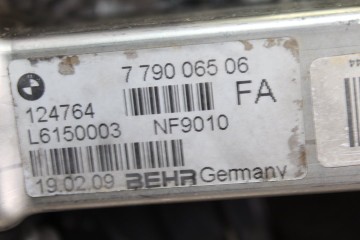 7 790 065 06
124764
FA
L6150003 NF9010
19.02.09 BEHR Germany